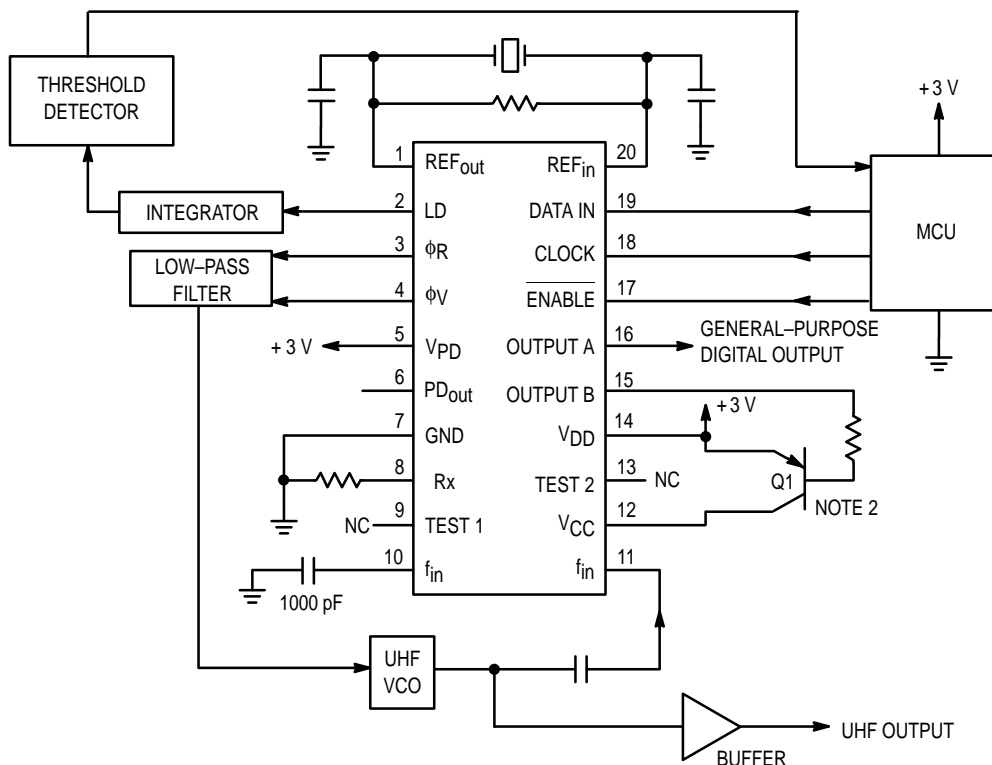 THRESHOLD
DETECTOR
+ 3 V
1
REFout
REFin
20
INTEGRATOR
2
LD
DATA IN
19
MCU
3
ϕR
CLOCK
18
LOW–PASS
FILTER
4
ϕV
ENABLE
17
+ 3 V
5
VPD
OUTPUT A
16
GENERAL–PURPOSE
DIGITAL OUTPUT
6
PDout
OUTPUT B
15
+ 3 V
7
GND
VDD
14
8
Rx
TEST 2
13
NC
Q1
NOTE 2
NC
9
TEST 1
VCC
12
10
fin
fin
11
1000 pF
UHF
VCO
UHF OUTPUT
BUFFER